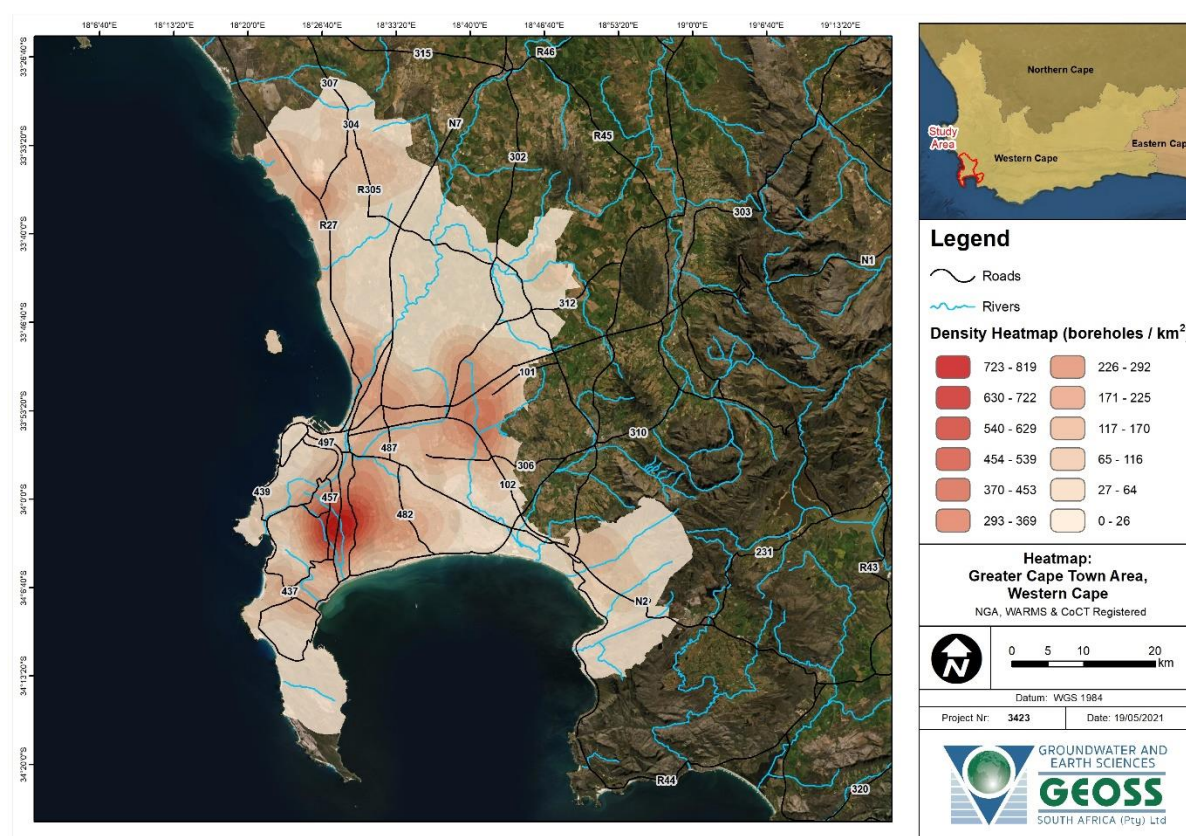 18°6'40"E 18°13'20"E 18°20'0"E 18°26'40"E 18°33'20"E 18°40'0"E 18°46'40"E 18°53'20"E 19°0'0"E 19°6'40"E 19°13'20"E
33°26'40"S
33°33'20"S
33°40'0"S
33°46'40"S
33°53'20"S
34°0'0"S
34°6'40"S
34°13'20"S
34°20'0"S
315
R46
307
304
N7
302
R45
R305
303
R27
N1
312
101
497
487
310
306
102
439
457
482
231
R43
437
N2
R44
320
Northern Cape
Study
Area
Western Cape
Eastern Cap
Legend
Roads
Rivers
Density Heatmap (boreholes / km²
723 - 819 226 - 292
630 - 722 171 - 225
540 - 629 117 - 170
454 - 539 65 - 116
370 - 453 27 - 64
293 - 369 0 - 26
Heatmap:
Greater Cape Town Area,
Western Cape
NGA, WARMS & CoCT Registered
N
0 5 10 20
km
Datum: WGS 1984
Project Nr: 3423 Date: 19/05/2021
GROUNDWATER AND
EARTH SCIENCES
GEOSS
SOUTH AFRICA (Pty) Ltd